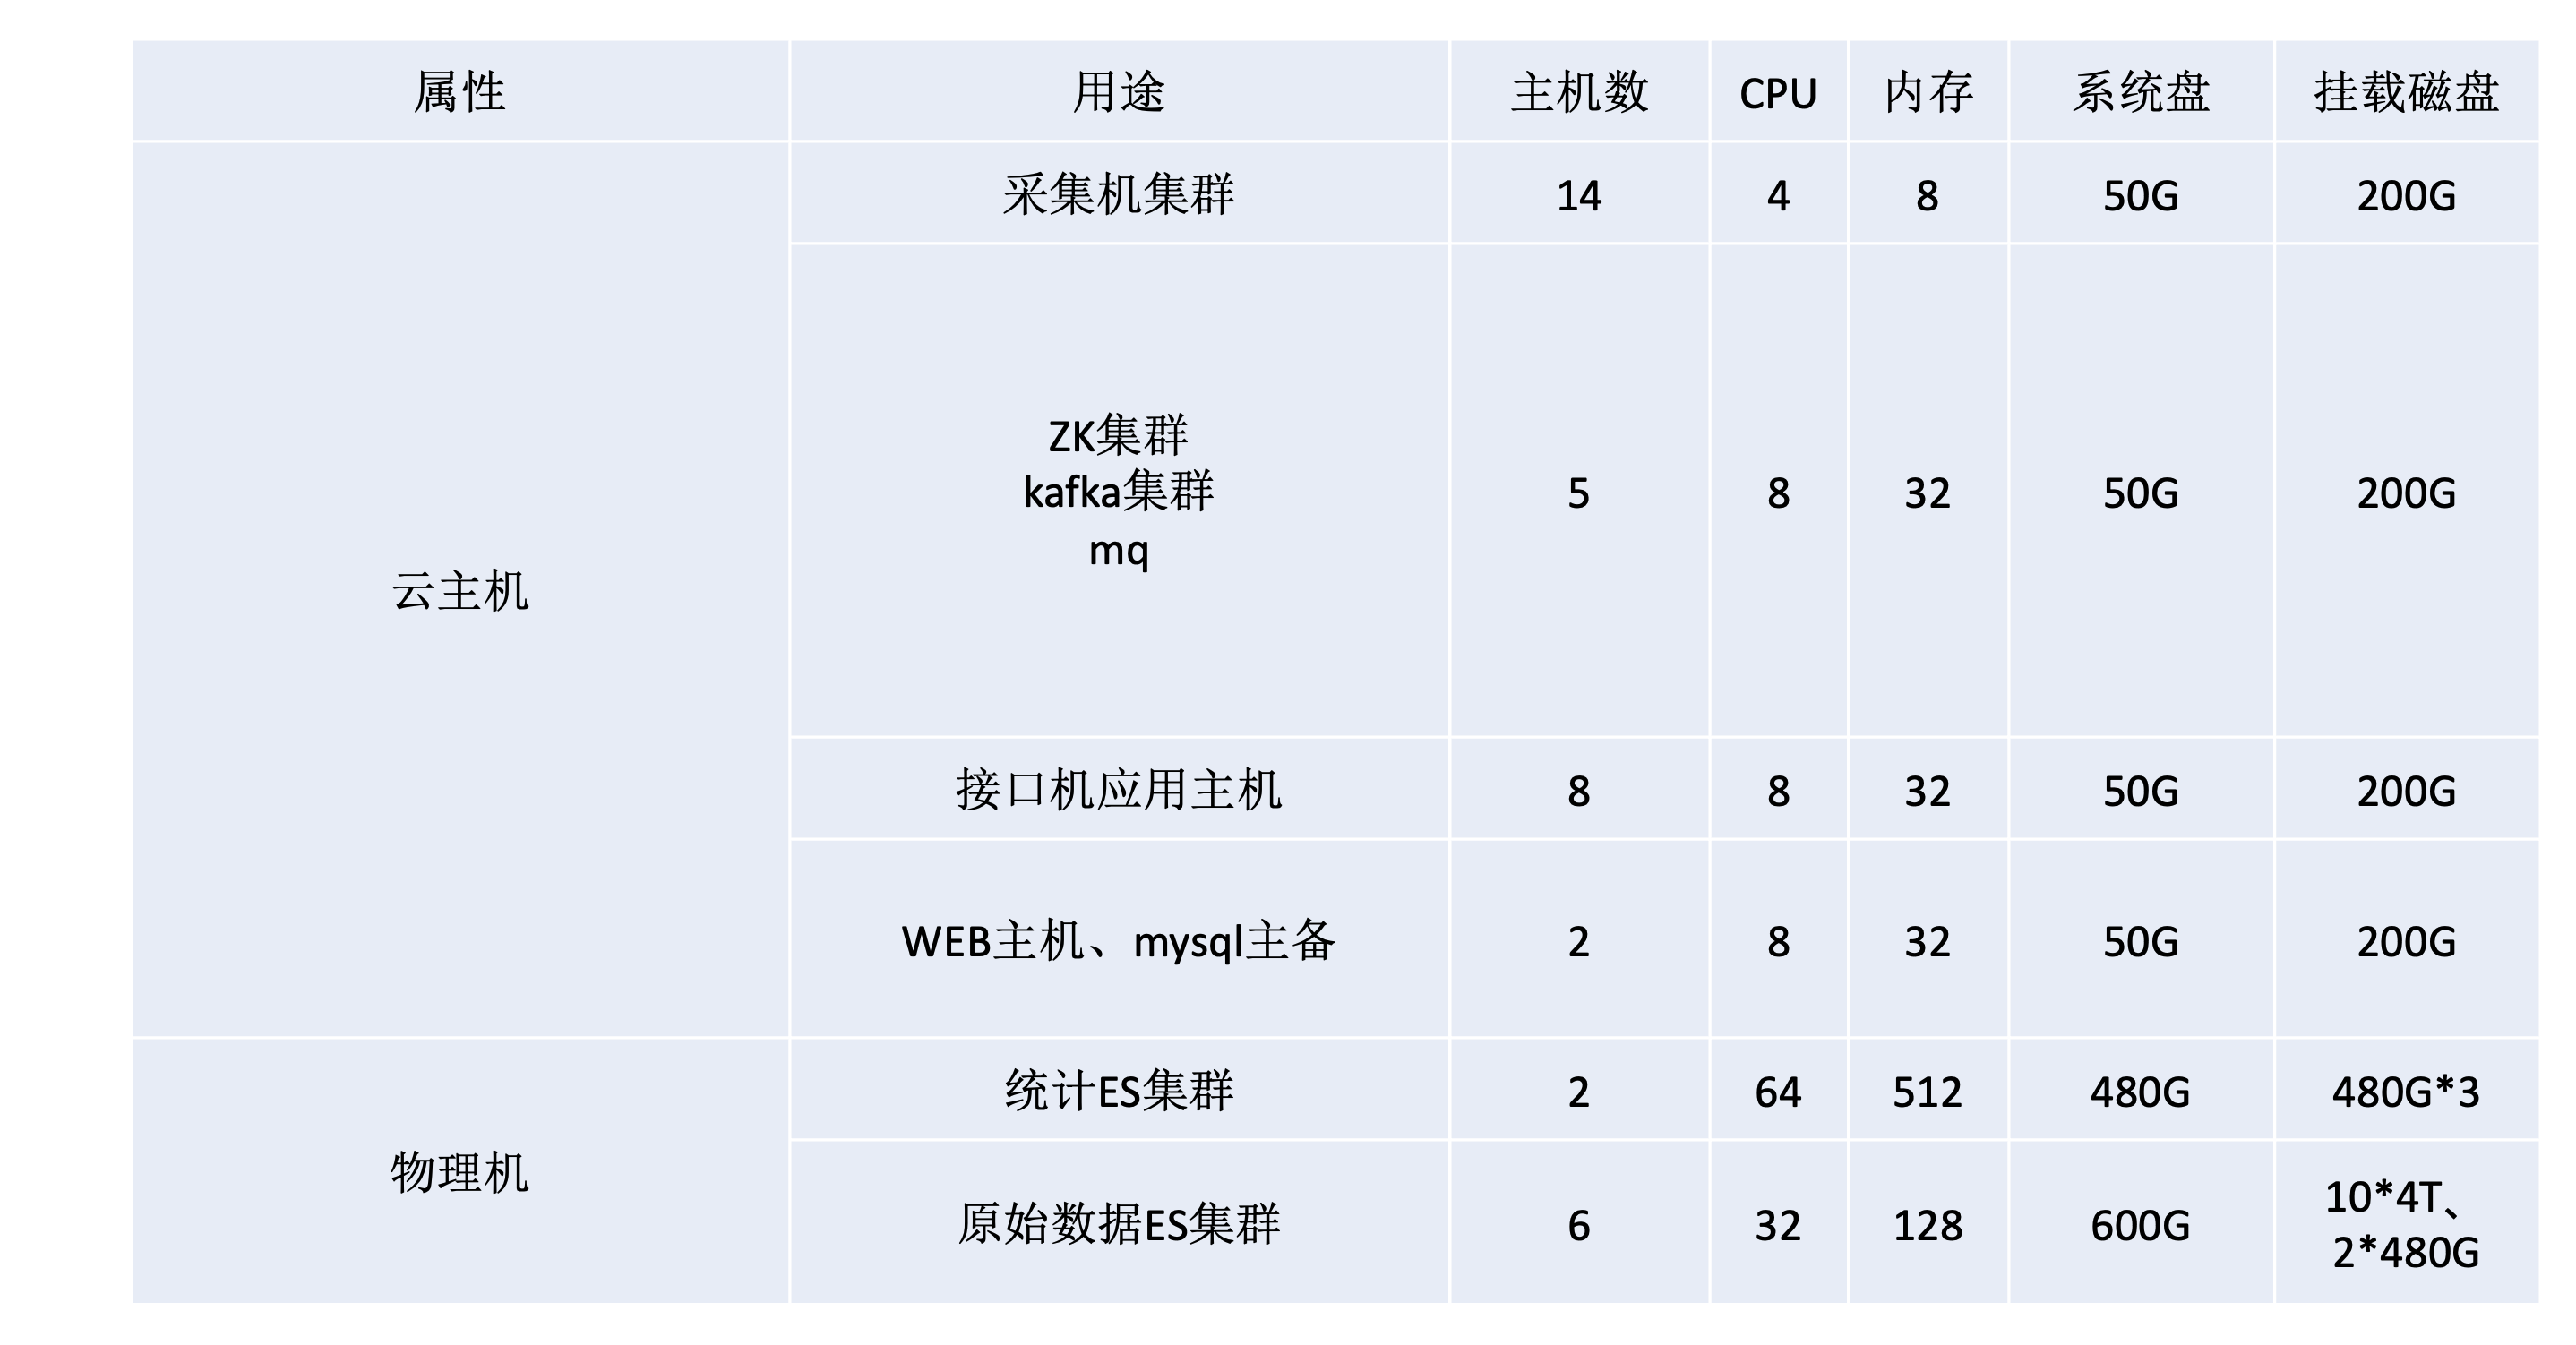 属性 用途 主机数 CPU 内存 系统盘 挂载磁盘
云主机
采集机集群 14 4 8 50G 200G
ZK集群
kafka集群
mq
5 8 32 50G 200G
接口机应用主机 8 8 32 50G 200G
WEB主机、mysql主备 2 8 32 50G 200G
物理机
统计ES集群 2 64 512 480G 480G*3
原始数据ES集群 6 32 128 600G
10*4T、
2*480G